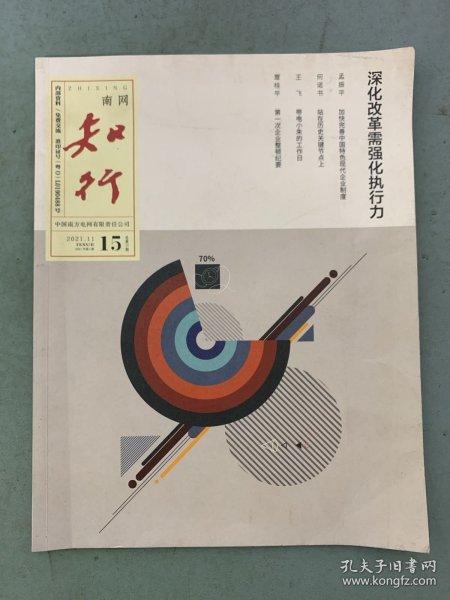 深化改革需强化执行力
孟振平 加快完善中国特色现代企业制度
何诺书 站在历史关键节点上
王飞 带电小朱的工作日
覃桂平 第一次企业整顿纪要
ZHIXING
南网
知行
内部资料/免费交流
中国南方电网有限责任公司
2021.11
ISSUE
15
70%
孔夫子旧书网
www.kongfz.com